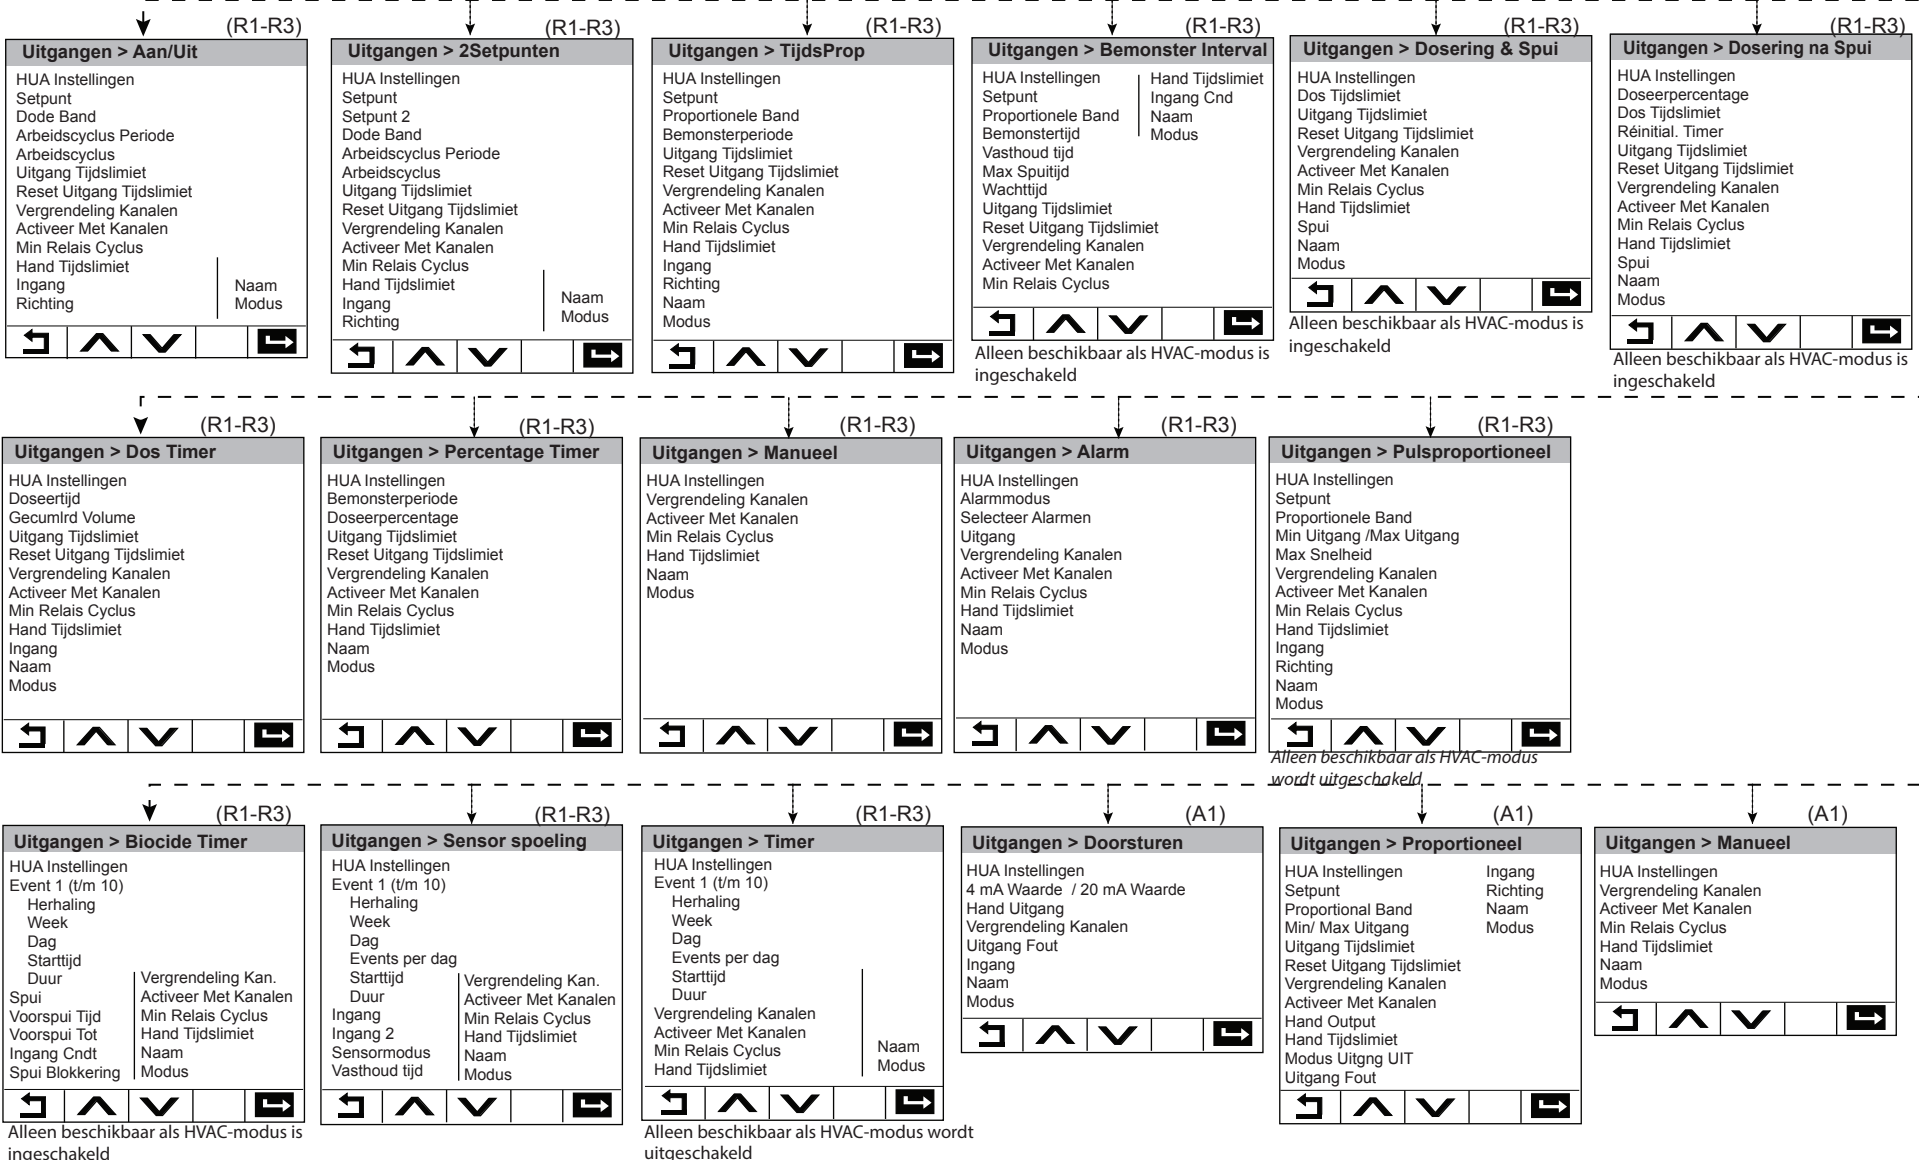 (R1-R3)
Uitgangen > Aan/Uit
HUA Instellingen
Setpunt
Dode Band
Arbeidscyclus Periode
Arbeidscyclus
Uitgang Tijdslimiet
Reset Uitgang Tijdslimiet
Vergrendeling Kanalen
Activeer Met Kanalen
Min Relais Cyclus
Hand Tijdslimiet
Ingang
Richting
Naam
Modus
(R1-R3)
Uitgangen > 2Setpunten
HUA Instellingen
Setpunt
Setpunt 2
Dode Band
Arbeidscyclus Periode
Arbeidscyclus
Uitgang Tijdslimiet
Reset Uitgang Tijdslimiet
Vergrendeling Kanalen
Activeer Met Kanalen
Min Relais Cyclus
Hand Tijdslimiet
Ingang
Richting
Naam
Modus
(R1-R3)
Uitgangen > TijdsProp
HUA Instellingen
Setpunt
Proportionele Band
Bemonsterperiode
Uitgang Tijdslimiet
Reset Uitgang Tijdslimiet
Vergrendeling Kanalen
Activeer Met Kanalen
Min Relais Cyclus
Hand Tijdslimiet
Ingang
Richting
Naam
Modus
(R1-R3)
Uitgangen > Bemonster Interval
HUA Instellingen
Setpunt
Proportionele Band
Bemonstertijd
Vasthoud tijd
Max Spuitijd
Wachttijd
Uitgang Tijdslimiet
Reset Uitgang Tijdslimiet
Vergrendeling Kanalen
Activeer Met Kanalen
Min Relais Cyclus
Hand Tijdslimiet
Ingang Cnd
Naam
Modus
Alleen beschikbaar als HVAC-modus is
ingeschakeld
(R1-R3)
Uitgangen > Dosering & Spui
HUA Instellingen
Dos Tijdslimiet
Uitgang Tijdslimiet
Reset Uitgang Tijdslimiet
Vergrendeling Kanalen
Activeer Met Kanalen
Min Relais Cyclus
Hand Tijdslimiet
Spui
Naam
Modus
Alleen beschikbaar als HVAC-modus is
ingeschakeld
(R1-R3)
Uitgangen > Dosering na Spui
HUA Instellingen
Doseerpercentage
Dos Tijdslimiet
Réinitial. Timer
Uitgang Tijdslimiet
Reset Uitgang Tijdslimiet
Vergrendeling Kanalen
Activeer Met Kanalen
Min Relais Cyclus
Hand Tijdslimiet
Spui
Naam
Modus
Alleen beschikbaar als HVAC-modus is
ingeschakeld
(R1-R3)
Uitgangen > Dos Timer
HUA Instellingen
Doseertijd
Gecumlrd Volume
Uitgang Tijdslimiet
Reset Uitgang Tijdslimiet
Vergrendeling Kanalen
Activeer Met Kanalen
Min Relais Cyclus
Hand Tijdslimiet
Ingang
Naam
Modus
(R1-R3)
Uitgangen > Percentage Timer
HUA Instellingen
Bemonsterperiode
Doseerpercentage
Uitgang Tijdslimiet
Reset Uitgang Tijdslimiet
Vergrendeling Kanalen
Activeer Met Kanalen
Min Relais Cyclus
Hand Tijdslimiet
Naam
Modus
(R1-R3)
Uitgangen > Manueel
HUA Instellingen
Vergrendeling Kanalen
Activeer Met Kanalen
Min Relais Cyclus
Hand Tijdslimiet
Naam
Modus
(R1-R3)
Uitgangen > Alarm
HUA Instellingen
Alarmmodus
Selecteer Alarmen
Uitgang
Vergrendeling Kanalen
Activeer Met Kanalen
Min Relais Cyclus
Hand Tijdslimiet
Naam
Modus
(R1-R3)
Uitgangen > Pulsproportioneel
HUA Instellingen
Setpunt
Proportionele Band
Min Uitgang /Max Uitgang
Max Snelheid
Vergrendeling Kanalen
Activeer Met Kanalen
Min Relais Cyclus
Hand Tijdslimiet
Ingang
Richting
Naam
Modus
Alleen beschikbaar als HVAC-modus
wordt uitgeschakeld
(R1-R3)
Uitgangen > Biocide Timer
HUA Instellingen
Event 1 (t/m 10)
Herhaling
Week
Dag
Starttijd
Duur
Spui
Voorspui Tijd
Voorspui Tot
Ingang Cndt
Spui Blokkering
Vergrendeling Kan.
Activeer Met Kanalen
Min Relais Cyclus
Hand Tijdslimiet
Naam
Modus
Alleen beschikbaar als HVAC-modus is
ingeschakeld
(R1-R3)
Uitgangen > Sensor spoeling
HUA Instellingen
Event 1 (t/m 10)
Herhaling
Week
Dag
Events per dag
Starttijd
Duur
Ingang
Ingang 2
Sensormodus
Vasthoud tijd
Vergrendeling Kan.
Activeer Met Kanalen
Min Relais Cyclus
Hand Tijdslimiet
Naam
Modus
(R1-R3)
Uitgangen > Timer
HUA Instellingen
Event 1 (t/m 10)
Herhaling
Week
Dag
Events per dag
Starttijd
Duur
Vergrendeling Kanalen
Activeer Met Kanalen
Min Relais Cyclus
Hand Tijdslimiet
Naam
Modus
Alleen beschikbaar als HVAC-modus wordt
uitgeschakeld
(A1)
Uitgangen > Doorsturen
HUA Instellingen
4 mA Waarde / 20 mA Waarde
Hand Uitgang
Vergrendeling Kanalen
Uitgang Fout
Ingang
Naam
Modus
(A1)
Uitgangen > Proportioneel
HUA Instellingen
Setpunt
Proportional Band
Min/ Max Uitgang
Uitgang Tijdslimiet
Reset Uitgang Tijdslimiet
Vergrendeling Kanalen
Activeer Met Kanalen
Hand Output
Hand Tijdslimiet
Modus Uitgng UIT
Uitgang Fout
Ingang
Richting
Naam
Modus
(A1)
Uitgangen > Manueel
HUA Instellingen
Vergrendeling Kanalen
Activeer Met Kanalen
Min Relais Cyclus
Hand Tijdslimiet
Naam
Modus